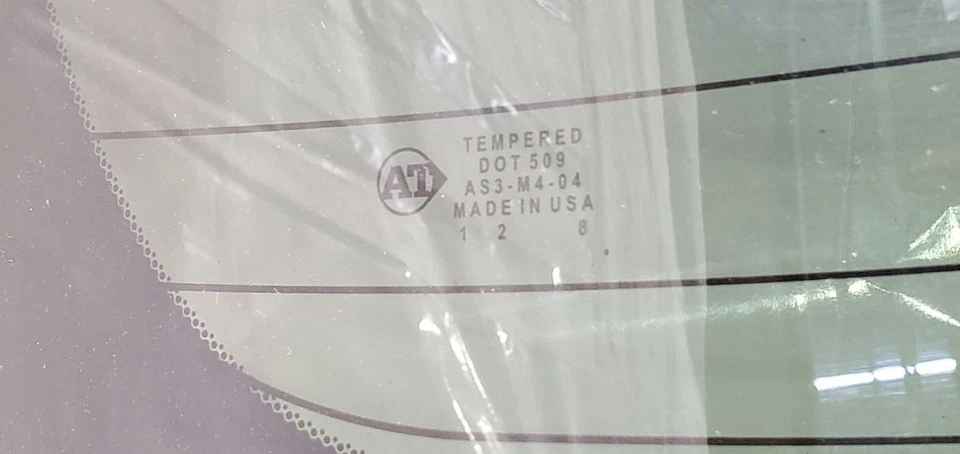 ATI
TEMPERED
DOT 509
AS3-M4-04
MADE IN USA
1 2 8